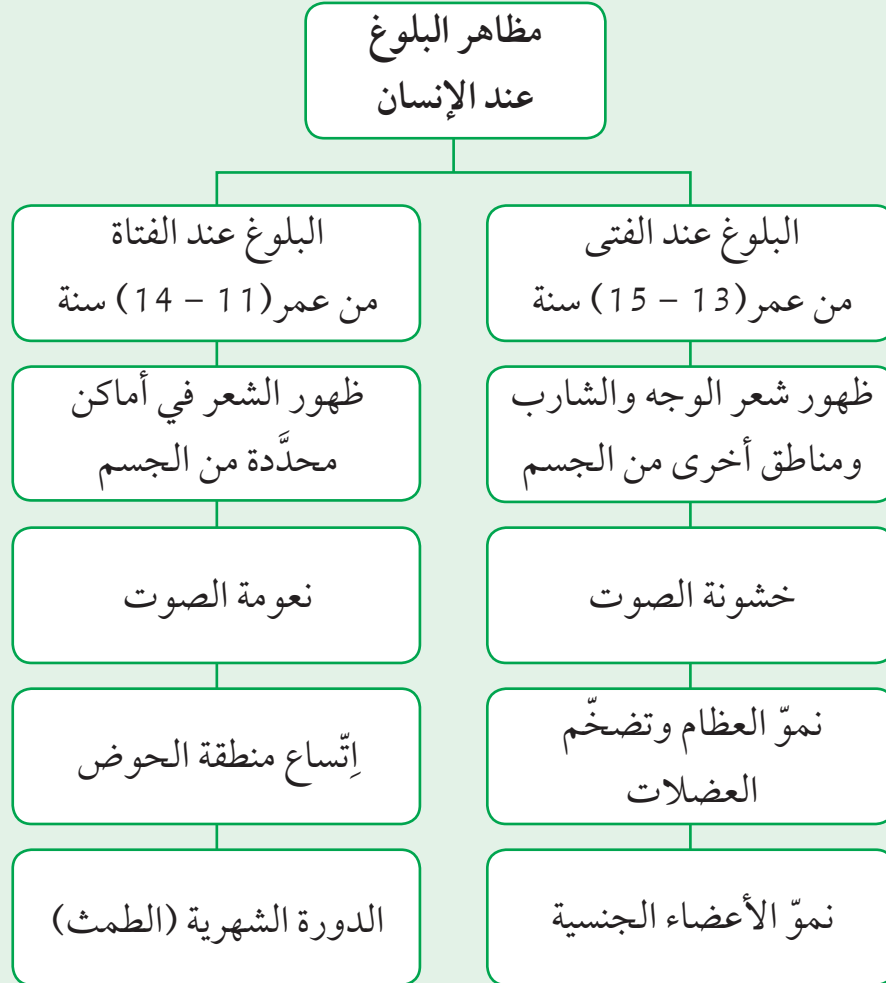 مظاهر البلوغ
عند الإنسان
البلوغ عند الفتى
من عمر(13 – 15) سنة
ظهور شعر الوجه والشارب
ومناطق أخرى من الجسم
خشونة الصوت
نموّ العظام وتضخّم
العضلات
نموّ الأعضاء الجنسية
البلوغ عند الفتاة
من عمر(11 – 14) سنة
ظهور الشعر في أماكن
محدَّدة من الجسم
نعومة الصوت
اِتّساع منطقة الحوض
الدورة الشهرية (الطمث)